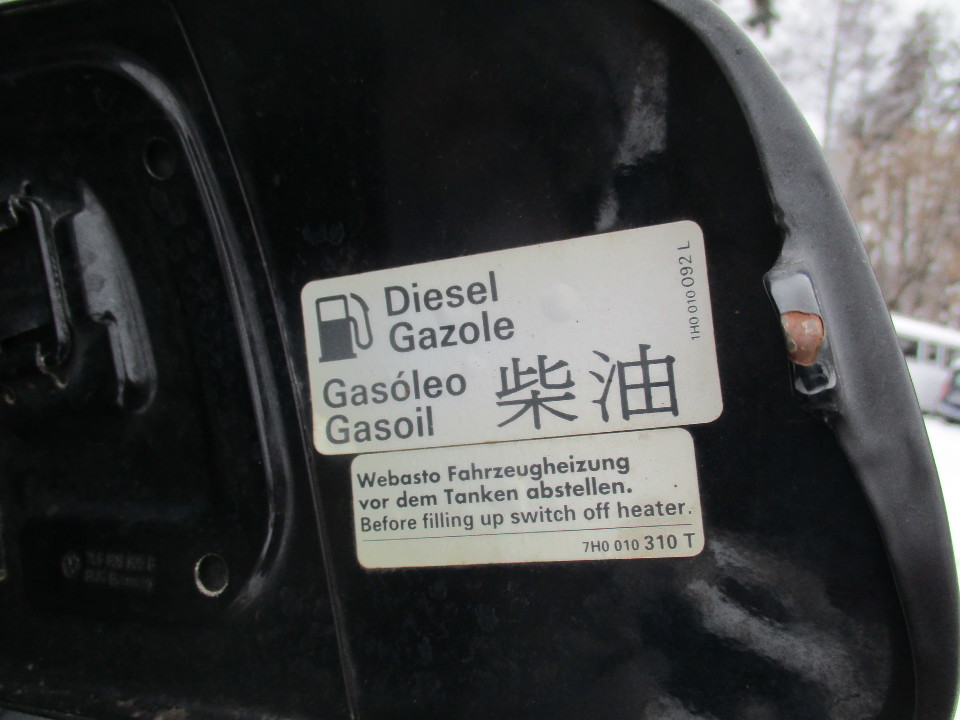 Diesel
Gazole
Gasóleo
Gasoil
柴油
1H0 010 092 L
Webasto Fahrzeugheizung
vor dem Tanken abstellen.
Before filling up switch off heater.
7H0 010 310 T